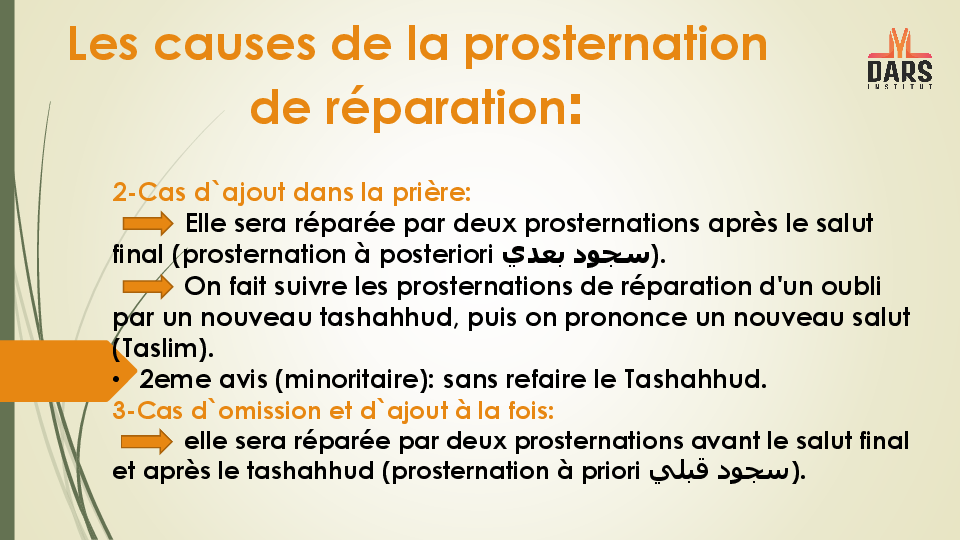 Les causes de la prosternation
de réparation:
M
DARS
INSTITUT
2-Cas d`ajout dans la prière:
Elle sera réparée par deux prosternations après le salut
final (prosternation à posteriori سجود بعدي).
On fait suivre les prosternations de réparation d'un oubli
par un nouveau tashahhud, puis on prononce un nouveau salut
(Taslim).
• 2eme avis (minoritaire): sans refaire le Tashahhud.
3-Cas d`omission et d`ajout à la fois:
elle sera réparée par deux prosternations avant le salut final
et après le tashahhud (prosternation à priori سجود قبلي).